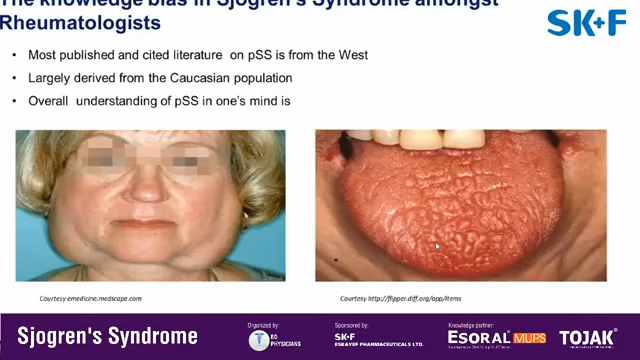 The knowledge bias in Sjogren's Syndrome amongst
Rheumatologists
SK+F
• Most published and cited literature on pSS is from the West
• Largely derived from the Caucasian population
• Overall understanding of pSS in one's mind is
Courtesy emedicine.medscape.com
Courtesy http://flipper.diff.org/app/items
Sjogren's Syndrome
Organized by:
BD
PHYSICIANS
Sponsored by:
SK+F
ESKAYEF PHARMACEUTICALS LTD.
Knowledge partner:
ESORAL MUPS
TOJAK